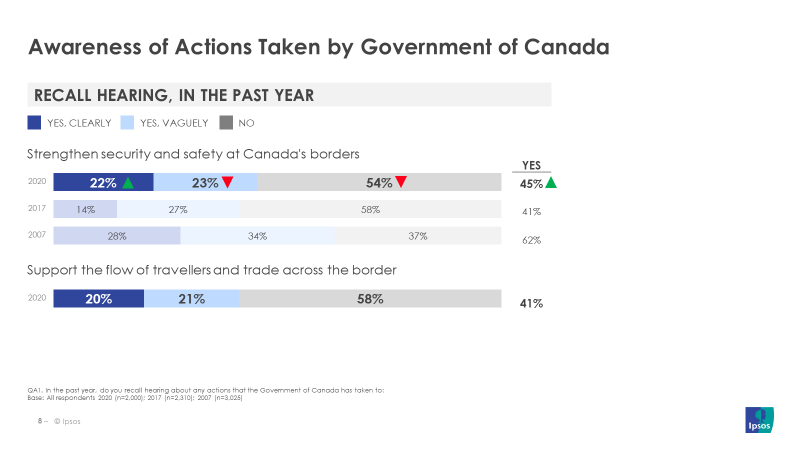 Awareness of Actions Taken by Government of Canada
RECALL HEARING, IN THE PAST YEAR
YES, CLEARLY YES, VAGUELY NO
Strengthen security and safety at Canada's borders
YES
2020 22% 23% 54% 45%
2017 14% 27% 58% 41%
2007 28% 34% 37% 62%
Support the flow of travellers and trade across the border
2020 20% 21% 58% 41%
QA1. In the past year, do you recall hearing about any actions that the Government of Canada has taken to:
Base: All respondents 2020 (n=2,000); 2017 (n=2,310); 2007 (n=3,025)
8 – © Ipsos
Ipsos